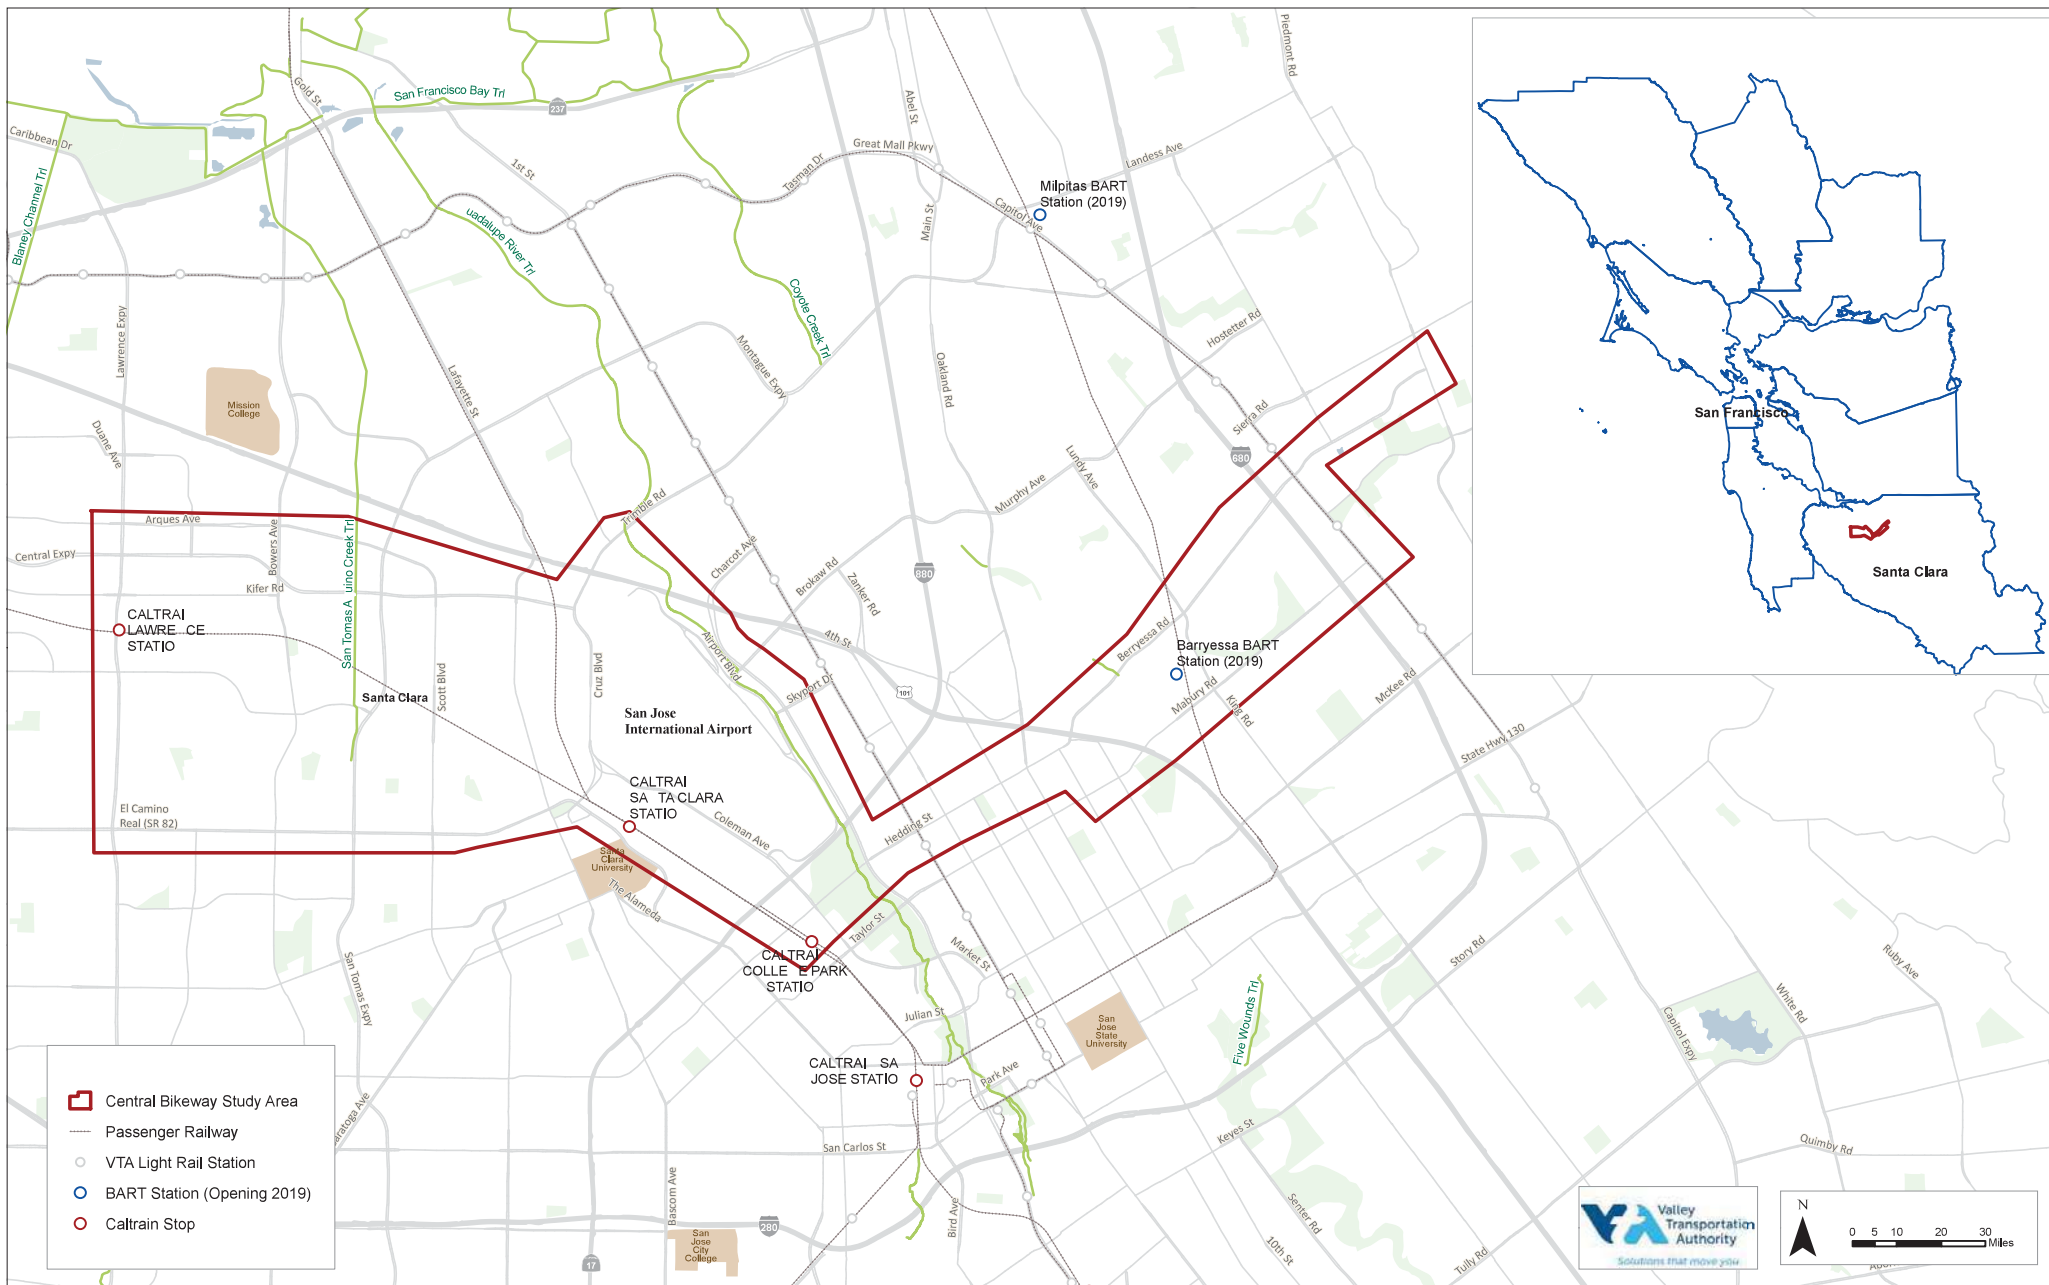 San Francisco Bay Trl
237
Gold St
Caribbean Dr
Blaney Channel Trl
1st St
uadalupe River Trl
Tasman Dr
Great Mall Pkwy
Abel St
Main St
Piedmont Rd
Landess Ave
Milpitas BART
Station (2019)
Capitol Ave
Coyote Creek Trl
Hostetter Rd
Lawrence Expy
Lafayette St
Montague Expy
Oakland Rd
Mission
College
Duane Ave
Sierra Rd
680
Lundy Ave
Murphy Ave
Trimble Rd
Arques Ave
Bowers Ave
San Tomas A uino Creek Trl
Central Expy
Kifer Rd
Charcot Ave
Brokaw Rd
Zanker Rd
880
4th St
CALTRAI
LAWRE CE
STATIO
Airport Blvd
Cruz Blvd
Scott Blvd
Santa Clara
Skyport Dr
101
Berryessa Rd
Barryessa BART
Station (2019)
Mabury Rd
King Rd
McKee Rd
State Hwy 130
San Jose
International Airport
CALTRAI
SA TA CLARA
STATIO
El Camino
Real (SR 82)
Coleman Ave
Hedding St
Santa
Clara
University
The Alameda
Taylor St
CALTRAI
COLLE E PARK
STATIO
Market St
San Tomas Expy
Julian St
San
Jose
State
University
Five Wounds Trl
Story Rd
Ruby Ave
White Rd
Capitol Expy
CALTRAI SA
JOSE STATIO
Park Ave
San Carlos St
Keyes St
Quimby Rd
aratoga Ave
Bascom Ave
Bird Ave
280
17
San
Jose
City
College
Senter Rd
10th St
Tully Rd
San Francisco
Santa Clara
Central Bikeway Study Area
Passenger Railway
VTA Light Rail Station
BART Station (Opening 2019)
Caltrain Stop
VTA
Valley
Transportation
Authority
Solutions that move you
N
0 5 10 20 30
Miles